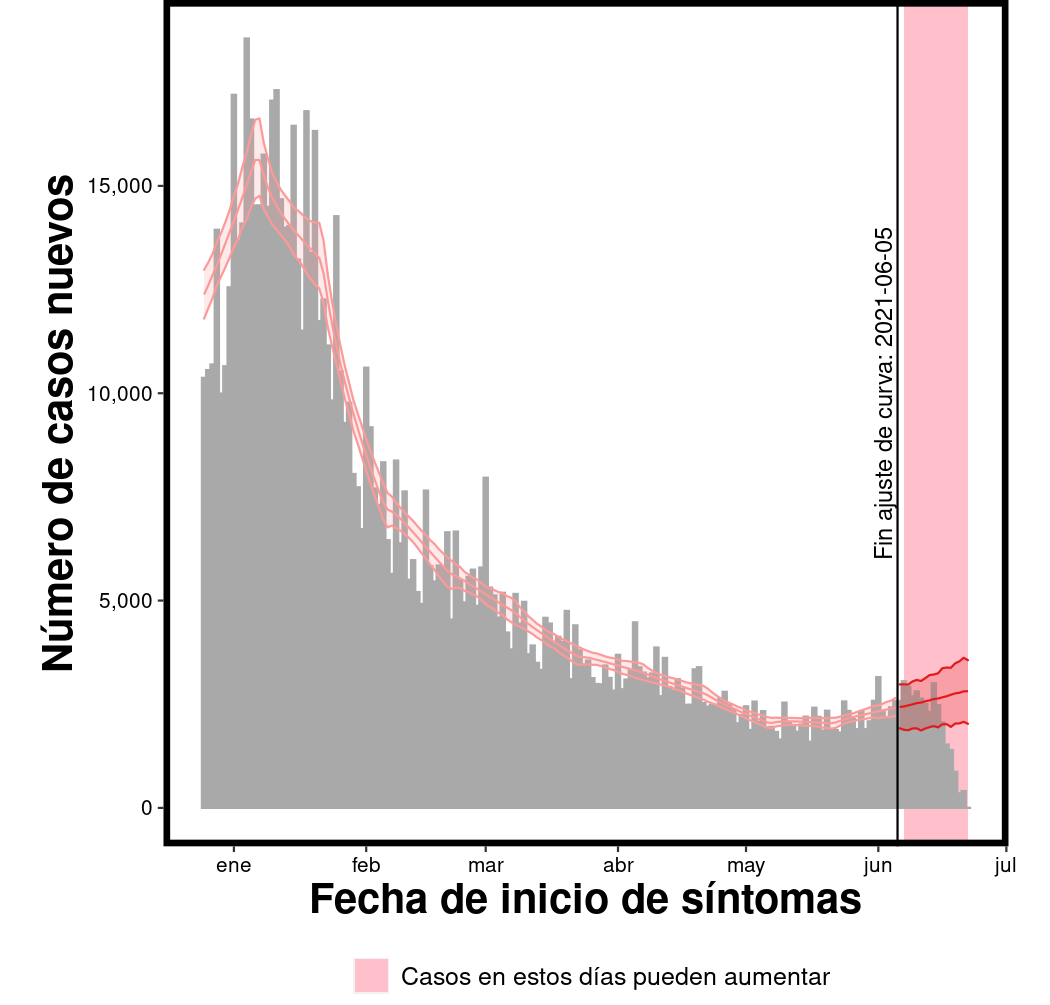 Número de casos nuevos
15,000
10,000
5,000
0
Fin ajuste de curva: 2021-06-05
ene feb mar abr may jun jul
Fecha de inicio de síntomas
Casos en estos días pueden aumentar